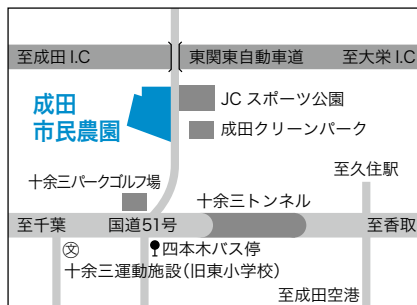 至成田 I.C
東関東自動車道
至大栄 I.C
成田
市民農園
JC スポーツ公園
成田クリーンパーク
至久住駅
十余三パークゴルフ場
十余三トンネル
至千葉
国道51号
至香取
文
四本木バス停
十余三運動施設(旧東小学校)
至成田空港